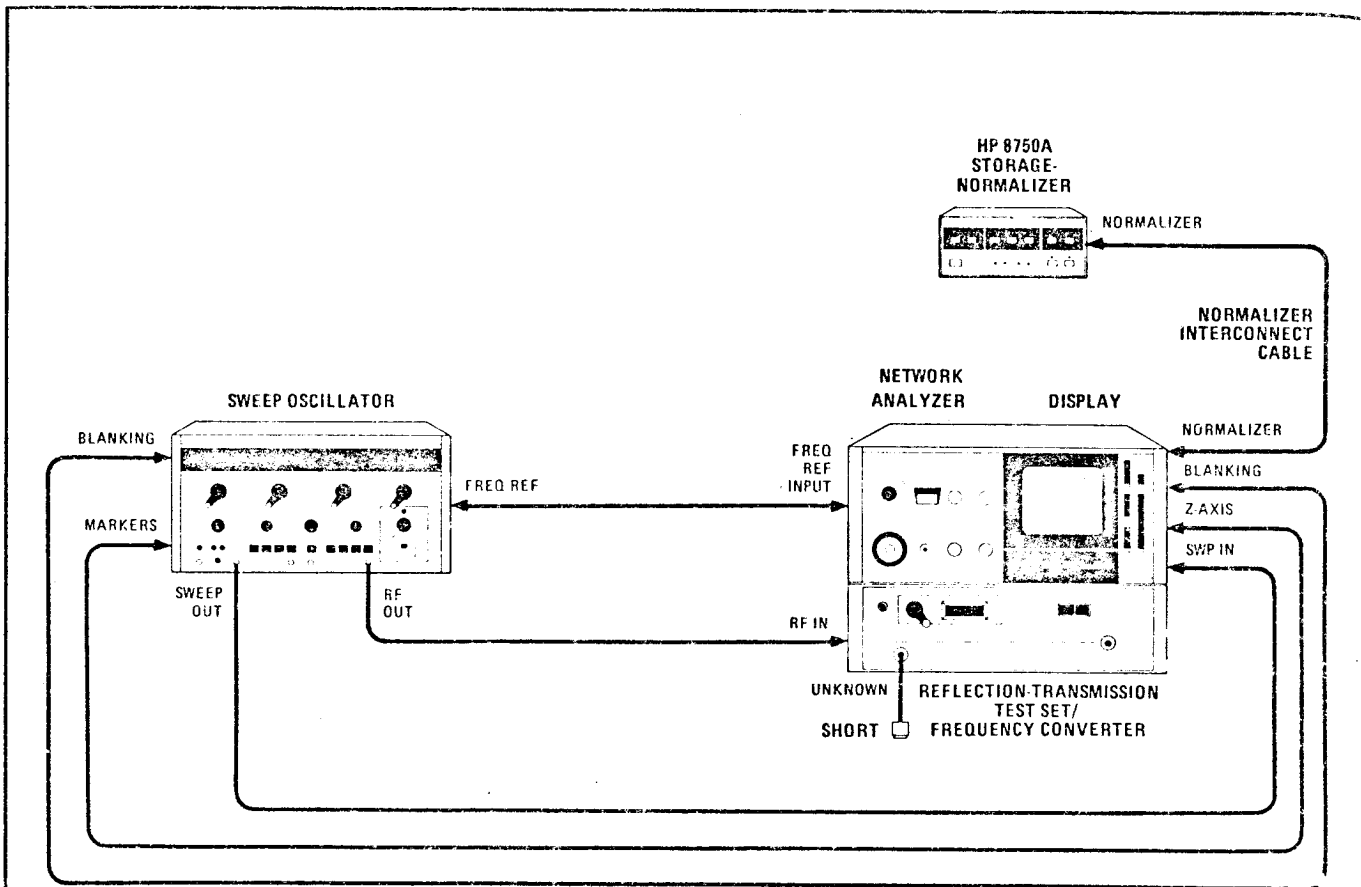 HP 8750A
STORAGE-
NORMALIZER
NORMALIZER
NORMALIZER
INTERCONNECT
CABLE
NETWORK
ANALYZER
DISPLAY
SWEEP OSCILLATOR
BLANKING
NORMALIZER
FREQ
REF
INPUT
BLANKING
FREQ REF
Z-AXIS
MARKERS
SWP IN
SWEEP
OUT
RF
OUT
RF IN
UNKNOWN
REFLECTION-TRANSMISSION
TEST SET/
FREQUENCY CONVERTER
SHORT